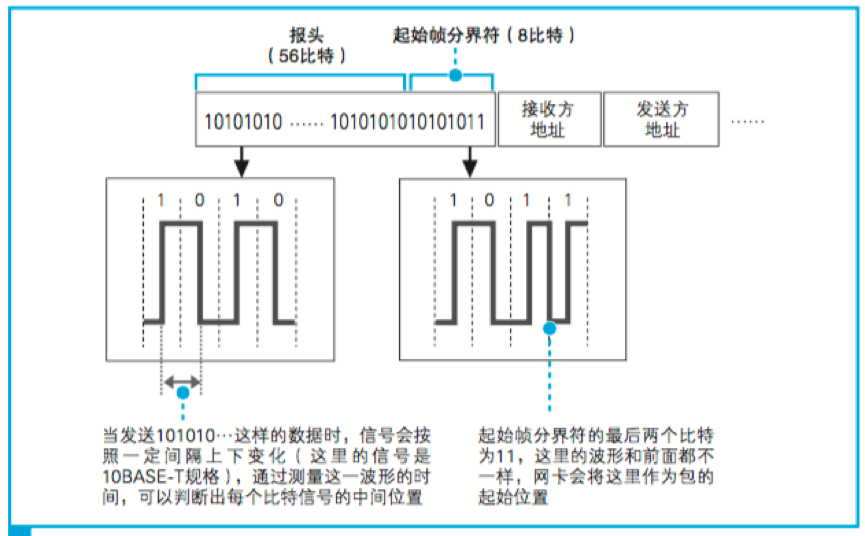 报头
（56比特）
起始帧分界符（8比特）
10101010 …… 1010101010101011
接收方
地址
发送方
地址
……
1 0 1 0
1 0 1 1
当发送101010…这样的数据时，信号会按
照一定间隔上下变化（这里的信号是
10BASE-T规格），通过测量这一波形的时
间，可以判断出每个比特信号的中间位置
起始帧分界符的最后两个比特
为11，这里的波形和前面都不
一样，网卡会将这里作为包的
起始位置